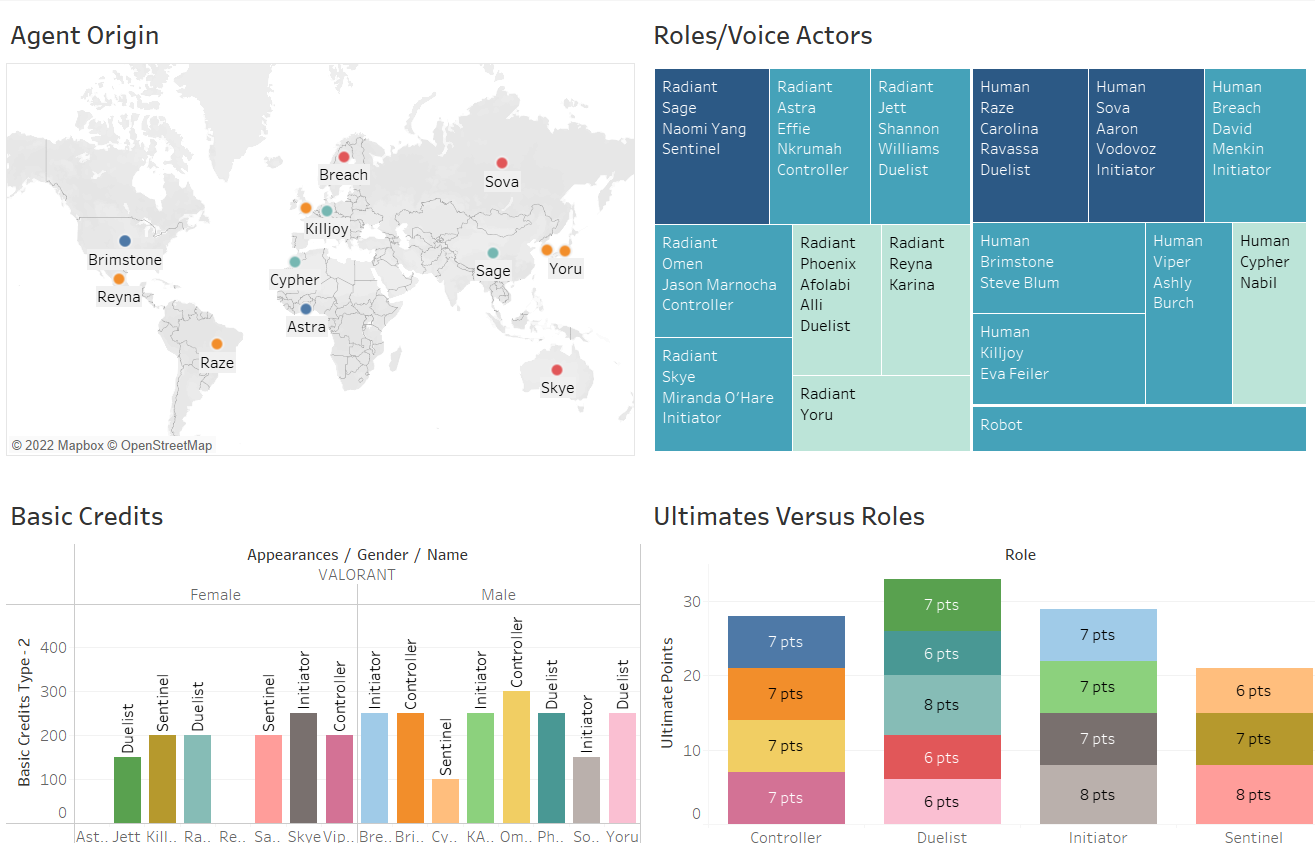 Agent Origin
Breach
Sova
Killjoy
Brimstone
Cypher
Sage
Yoru
Reyna
Astra
Raze
Skye
© 2022 Mapbox © OpenStreetMap
Roles/Voice Actors
Radiant
Sage
Naomi Yang
Sentinel
Radiant
Astra
Effie
Nkrumah
Controller
Radiant
Jett
Shannon
Williams
Duelist
Human
Raze
Carolina
Ravassa
Duelist
Human
Sova
Aaron
Vodovoz
Initiator
Human
Breach
David
Menkin
Initiator
Radiant
Omen
Jason Marnocha
Controller
Radiant
Phoenix
Afolabi
Alli
Duelist
Radiant
Reyna
Karina
Human
Brimstone
Steve Blum
Human
Viper
Ashly
Burch
Human
Cypher
Nabil
Radiant
Skye
Miranda O'Hare
Initiator
Human
Killjoy
Eva Feiler
Radiant
Yoru
Robot
Basic Credits
Appearances / Gender / Name
VALORANT
Female
Male
Basic Credits Type - 2
400
300
200
100
0
Duelist
Sentinel
Duelist
Sentinel
Initiator
Controller
Initiator
Controller
Sentinel
Initiator
Controller
Duelist
Initiator
Duelist
Ast.. Jett Kill.. Ra.. Re.. Sa.. Skye Vip.. Bre.. Bri.. Cy.. KA.. Om.. Ph.. So.. Yoru
Ultimates Versus Roles
Role
Ultimate Points
30
20
10
0
7 pts
7 pts
7 pts
7 pts
7 pts
6 pts
8 pts
6 pts
6 pts
7 pts
7 pts
7 pts
8 pts
6 pts
7 pts
8 pts
Controller
Duelist
Initiator
Sentinel